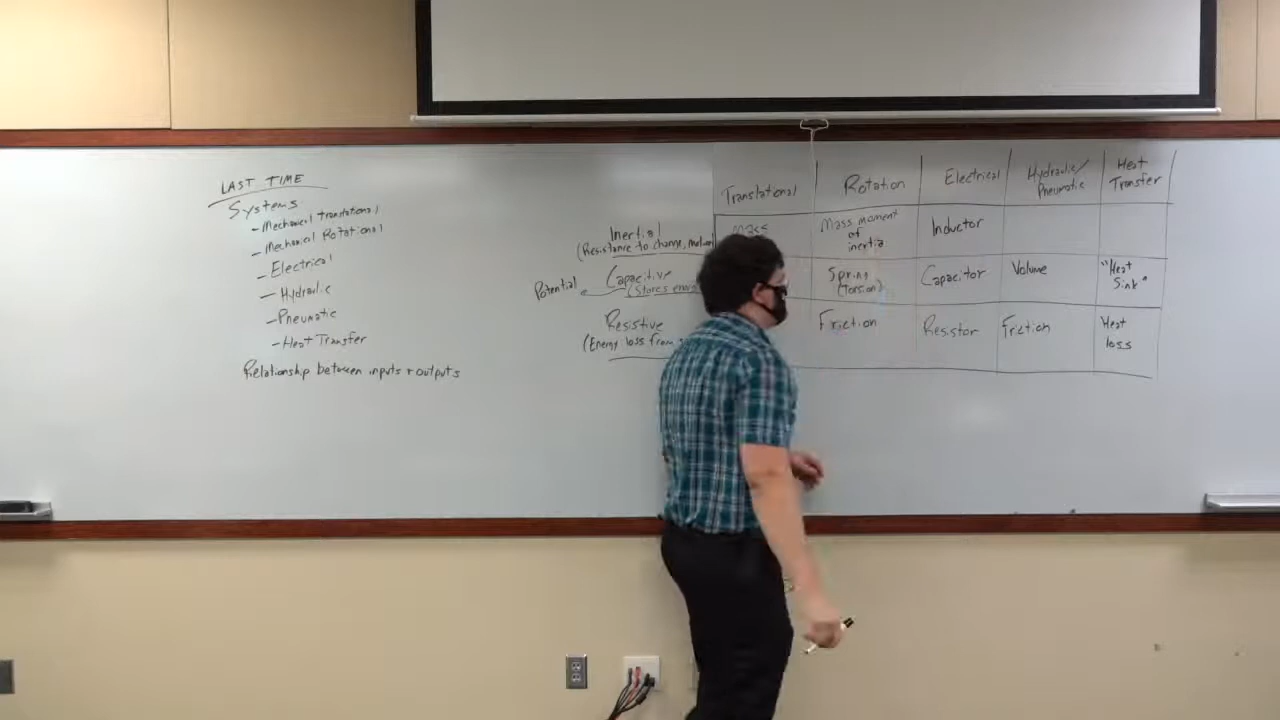 LAST TIME
Systems
- Mechanical Translational
- Mechanical Rotational
- Electrical
- Hydraulic
- Pneumatic
- Heat Transfer
Relationship between inputs + outputs
Translational
Rotation
Electrical
Hydraulic/
Pneumatic
Heat
Transfer
Inertial
(Resistance to change, motion
Mass
Mass moment
of
inertia
Inductor
Potential
Capacitive
(Stores
Spring
(Torsion)
Capacitor
Volume
"Heat
Sink"
Resistive
(Energy loss from
Friction
Resistor
Friction
Heat
loss